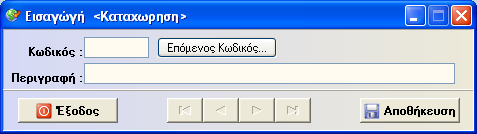 Εισαγωγή <Καταχωρηση>
Κωδικός :
Επόμενος Κωδικός...
Περιγραφή :
Έξοδος
Αποθήκευση